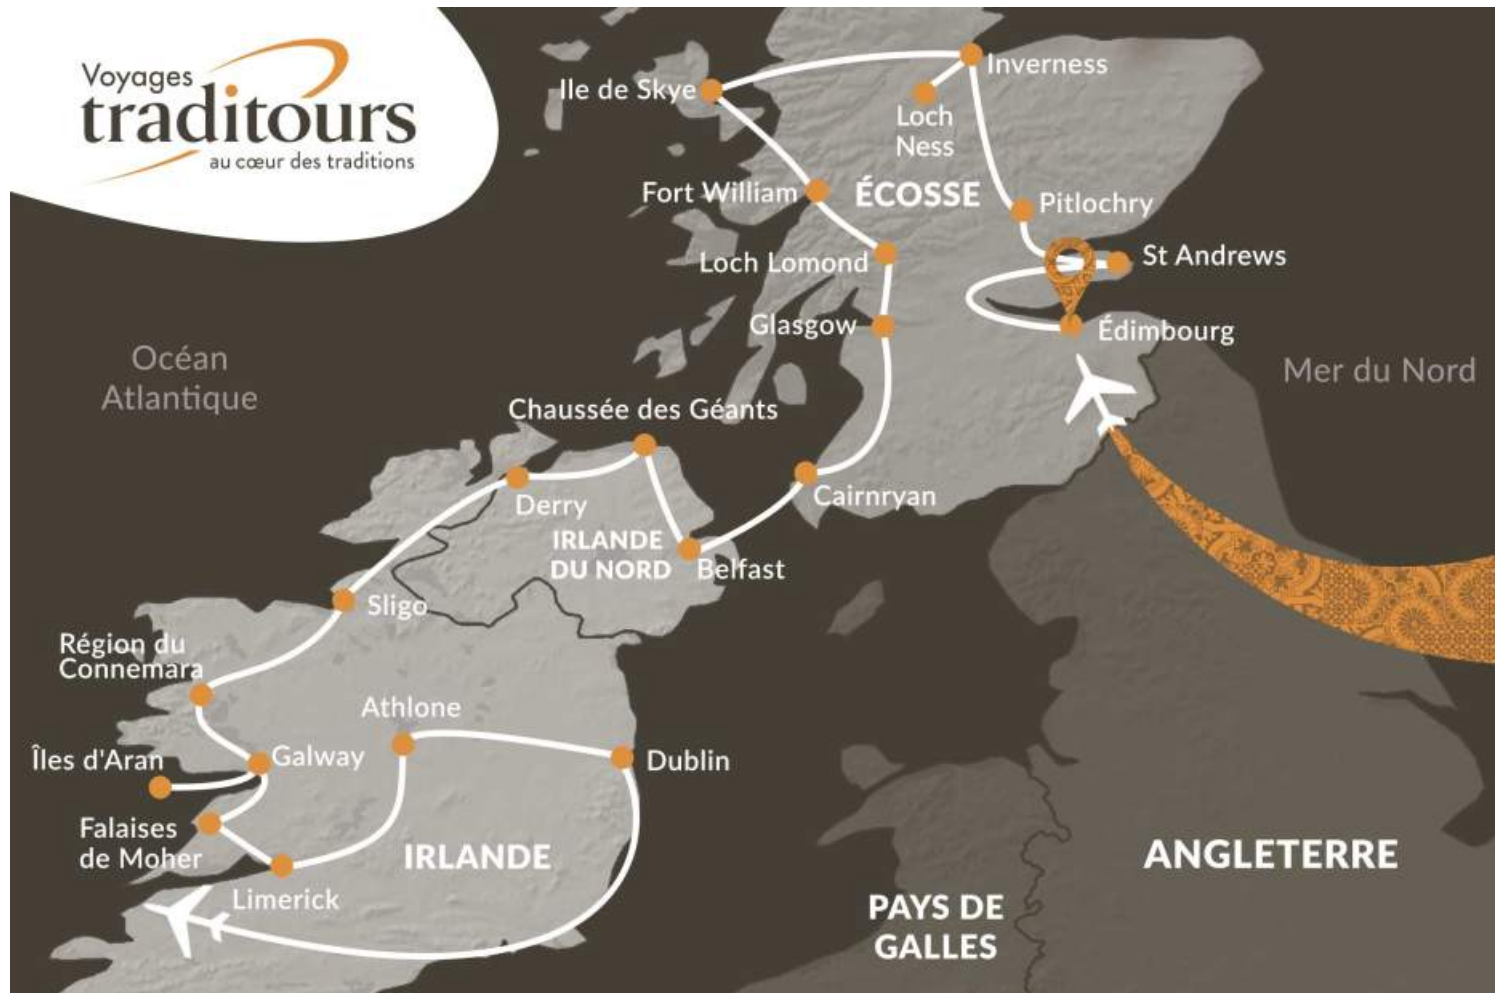 Voyages
traditours
au cœur des traditions
Inverness
Ile de Skye
Loch
Ness
Fort William
ÉCOSSE
Pitlochry
St Andrews
Loch Lomond
Glasgow
Édimbourg
Océan
Atlantique
Mer du Nord
Chaussée des Géants
Cairnryan
Derry
IRLANDE
DU NORD
Belfast
Sligo
Région du
Connemara
Athlone
Îles d'Aran
Galway
Dublin
Falaises
de Moher
IRLANDE
Limerick
ANGLETERRE
PAYS DE
GALLES